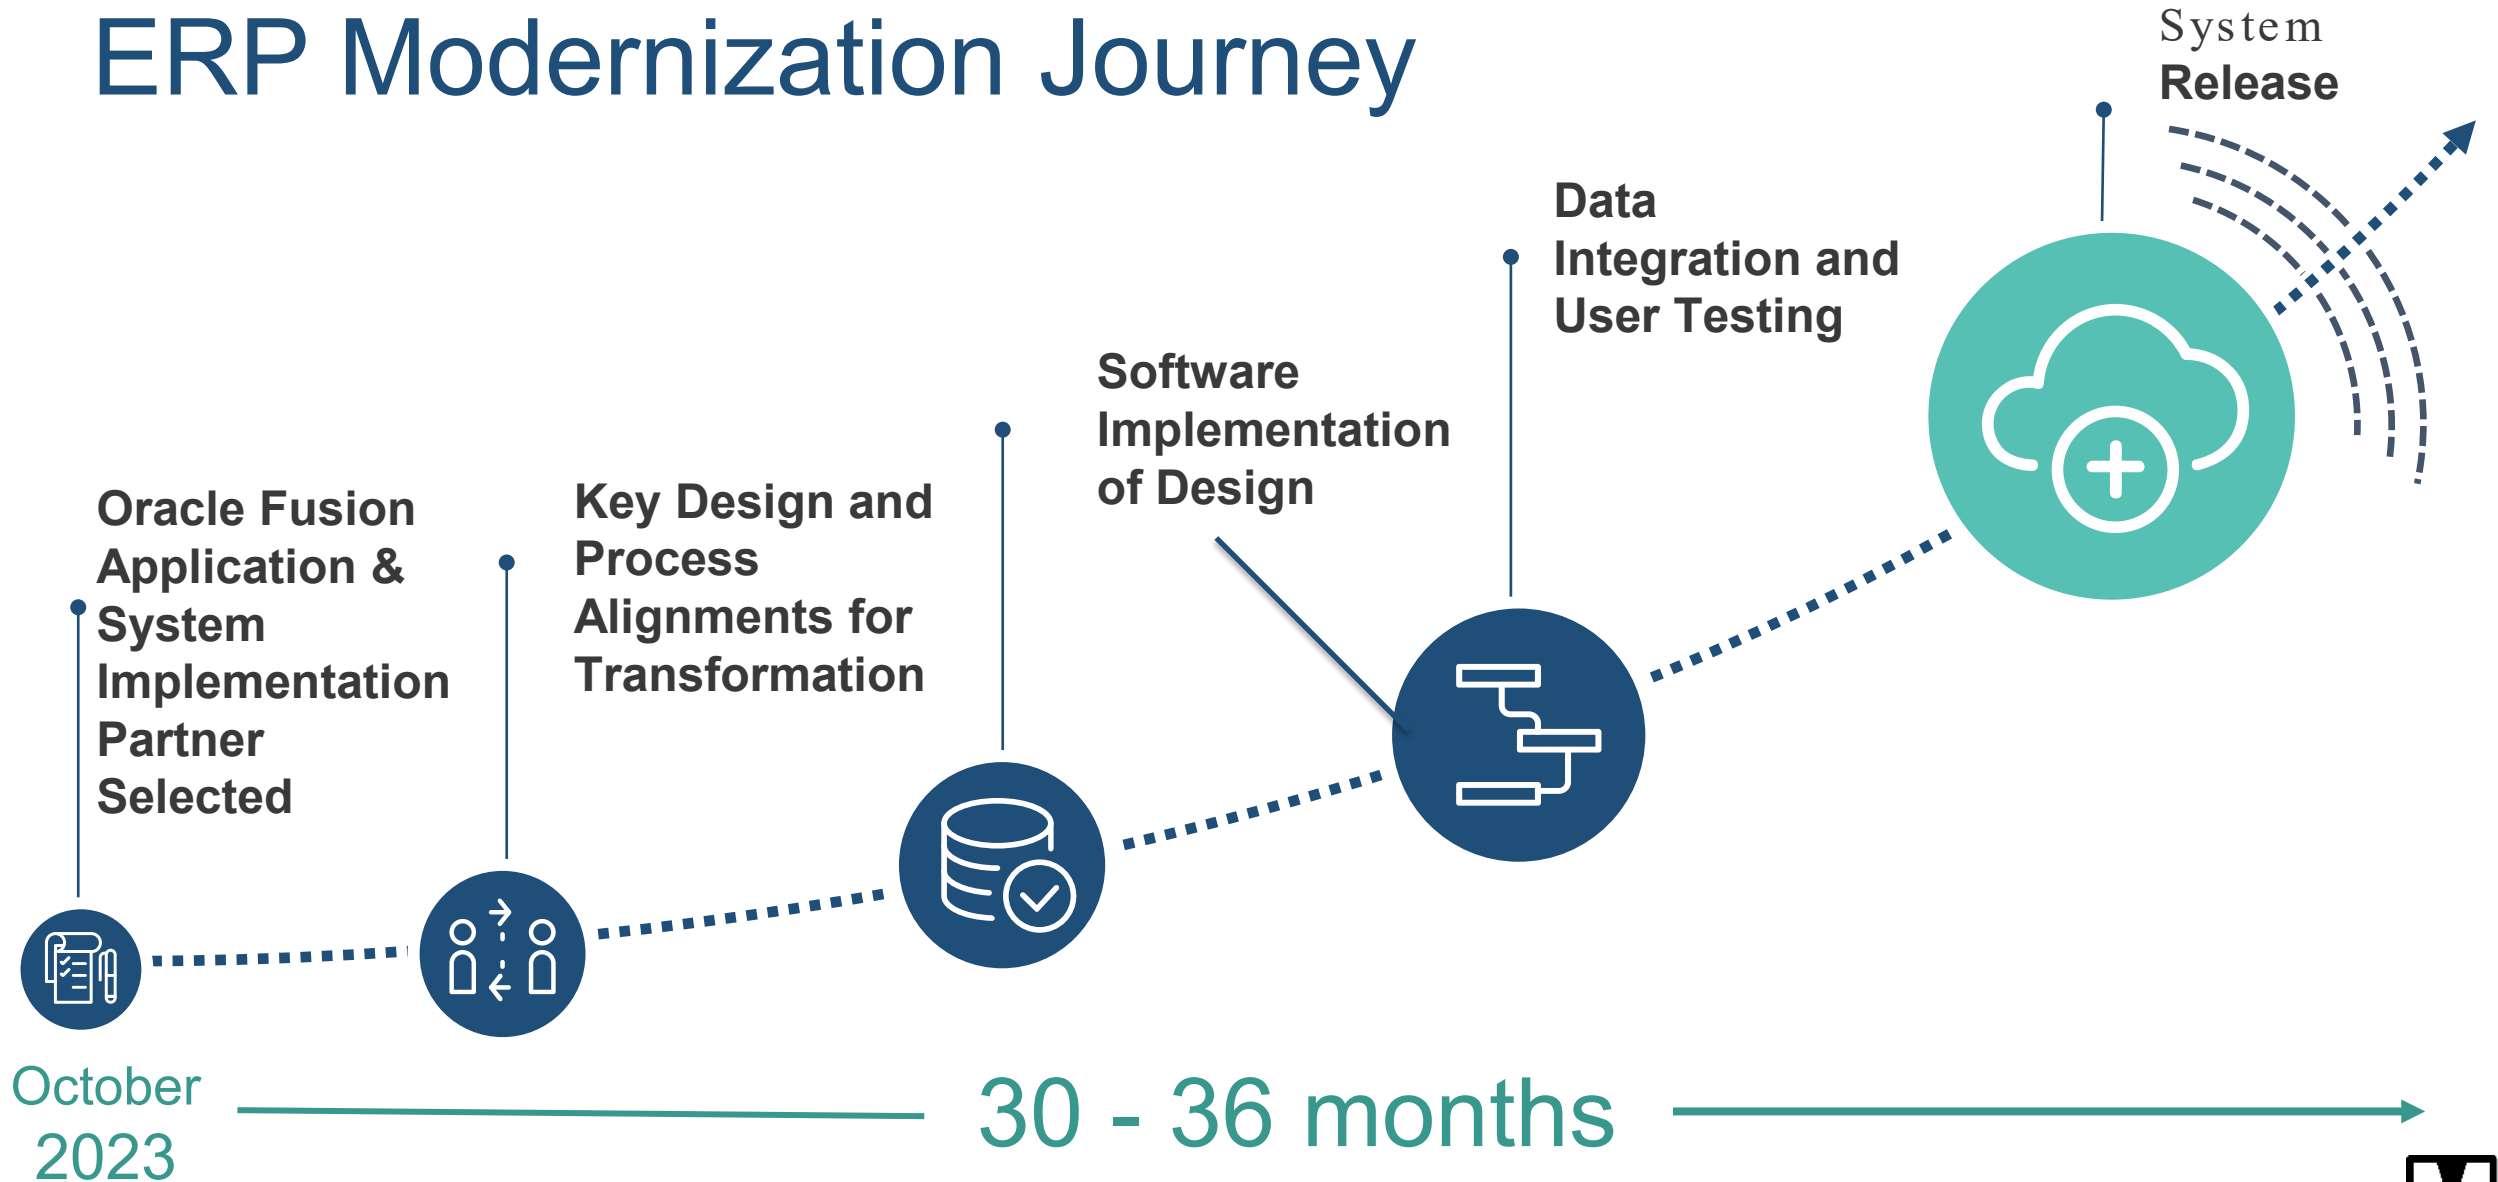 ERP Modernization Journey
System
Release
Data
Integration and
User Testing
Software
Implementation
of Design
Key Design and
Process
Alignments for
Transformation
Oracle Fusion
Application &
System
Implementation
Partner
Selected
October
2023
30 - 36 months